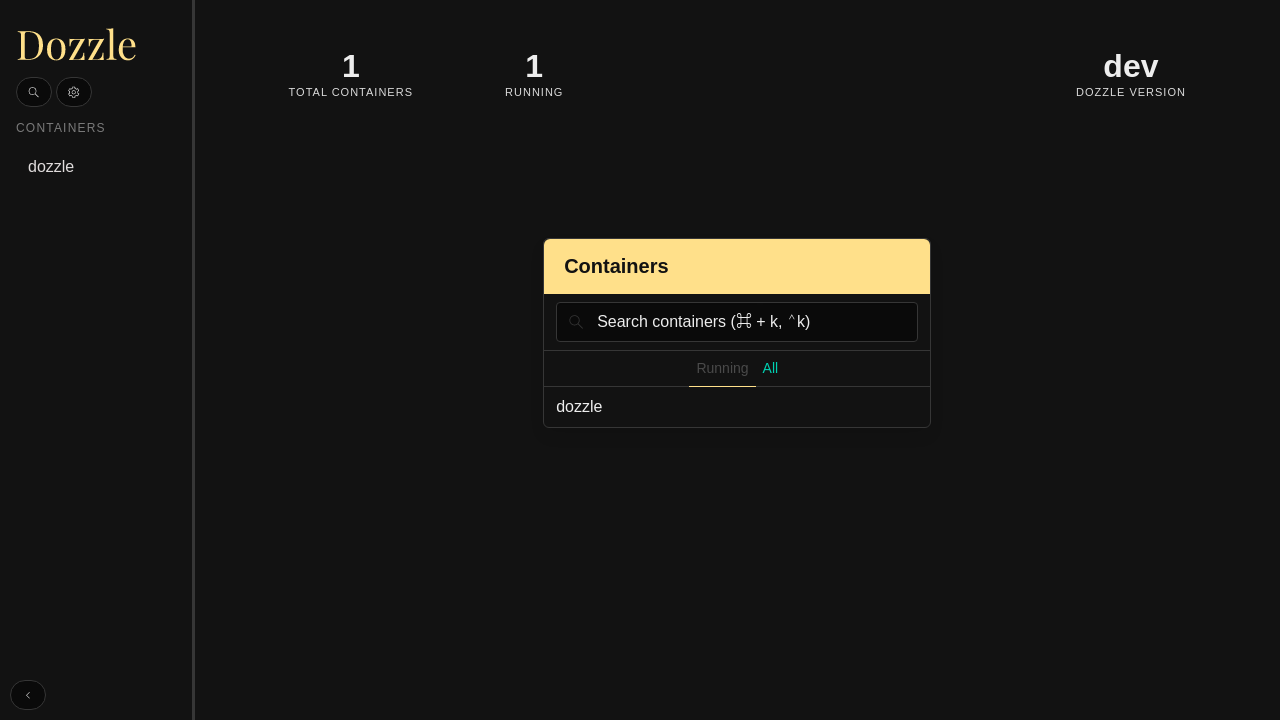 Dozzle
CONTAINERS
dozzle
1
TOTAL CONTAINERS
1
RUNNING
dev
DOZZLE VERSION
Containers
Search containers (⌘ + k, ⌃k)
Running All
dozzle